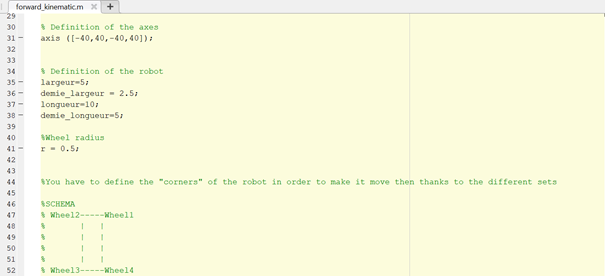 forward_kinematic.m × +
29
30 % Definition of the axes
31 - axis ([-40,40,-40,40]);
32
33
34 % Definition of the robot
35 - largeur=5;
36 - demie_largeur = 2.5;
37 - longueur=10;
38 - demie_longueur=5;
39
40 %Wheel radius
41 - r = 0.5;
42
43
44 %You have to define the "corners" of the robot in order to make it move then thanks to the different sets
45
46 %SCHEMA
47 % Wheel2-----Wheel1
48 %       |   |
49 %       |   |
50 %       |   |
51 %       |   |
52 % Wheel3-----Wheel4